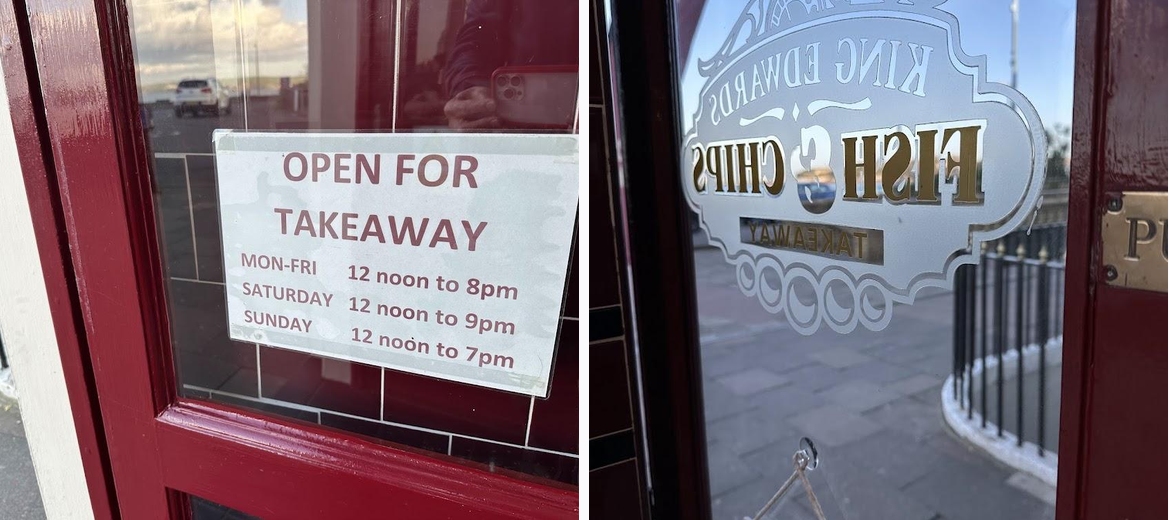 OPEN FOR
TAKEAWAY
MON-FRI 12 noon to 8pm
SATURDAY 12 noon to 9pm
SUNDAY 12 noon to 7pm
KING EDWARDS
FISH & CHIPS
TAKEAWAY